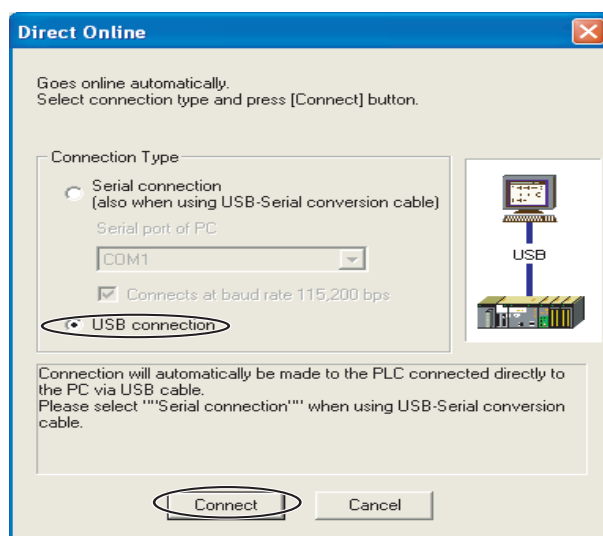 Direct Online
Goes online automatically.
Select connection type and press [Connect] button.
Connection Type
Serial connection
(also when using USB-Serial conversion cable)
Serial port of PC
COM1
Connects at baud rate 115,200 bps
USB connection
USB
Connection will automatically be made to the PLC connected directly to
the PC via USB cable.
Please select ""Serial connection"" when using USB-Serial conversion
cable.
Connect
Cancel